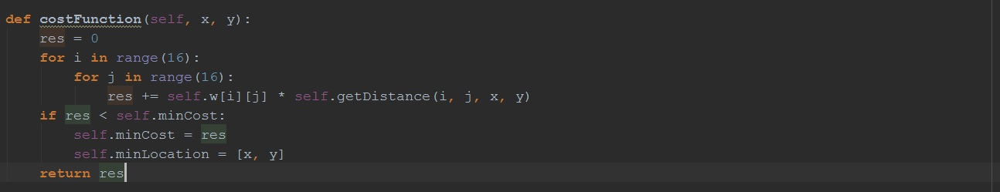 def costFunction(self, x, y):
    res = 0
    for i in range(16):
        for j in range(16):
            res += self.w[i][j] * self.getDistance(i, j, x, y)
    if res < self.minCost:
        self.minCost = res
        self.minLocation = [x, y]
    return res